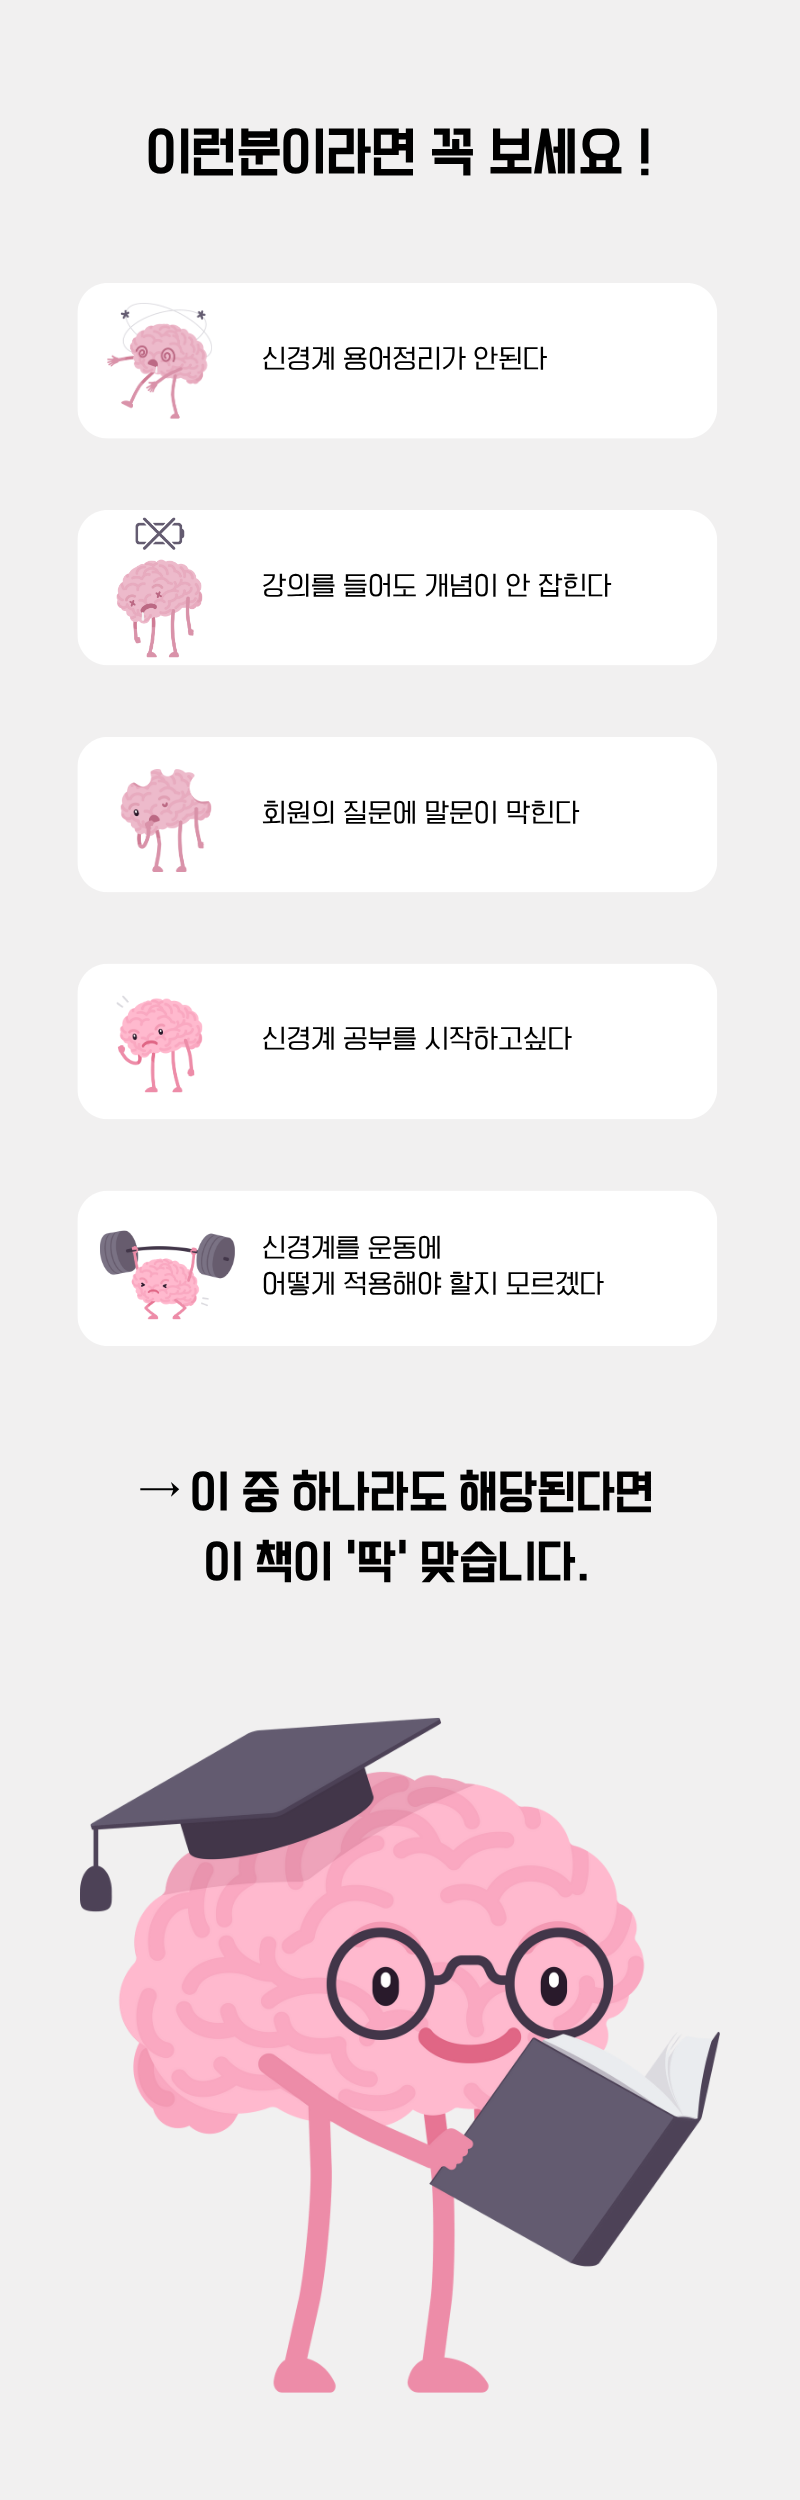 이런분이라면 꼭 보세요!
신경계 용어정리가 안된다
강의를 들어도 개념이 안 잡힌다
회원의 질문에 말문이 막힌다
신경계 공부를 시작하고싶다
신경계를 운동에
어떻게 적용해야 할지 모르겠다
→ 이 중 하나라도 해당된다면
이 책이 '딱' 맞습니다.